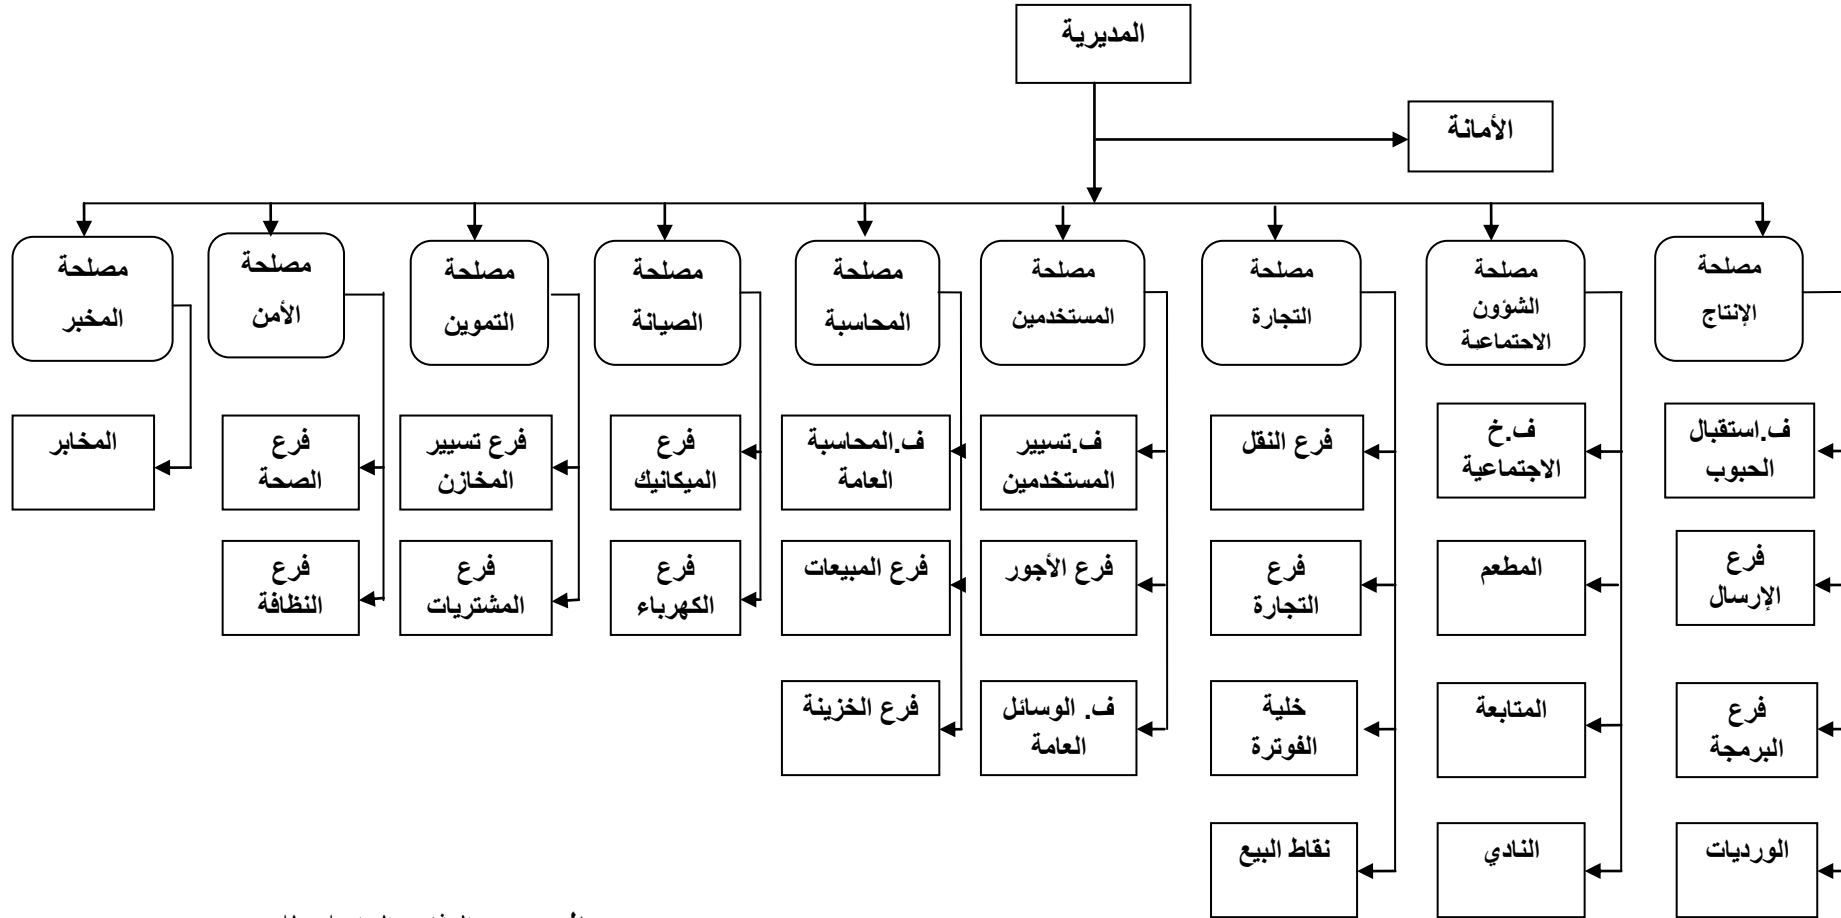 المديرية
الأمانة
مصلحة
الإنتاج
مصلحة
الشؤون
الاجتماعية
مصلحة
التجارة
مصلحة
المستخدمين
مصلحة
المحاسبة
مصلحة
الصيانة
مصلحة
التموين
مصلحة
الأمن
مصلحة
المخبر
ف.استقبال
الحبوب
ف.خ
الاجتماعية
فرع النقل
ف.تسيير
المستخدمين
ف.المحاسبة
العامة
فرع
الميكانيك
فرع تسيير
المخازن
فرع
الصحة
المخابر
فرع
الإرسال
المطعم
فرع
التجارة
فرع الأجور
فرع المبيعات
فرع
الكهرباء
فرع
المشتريات
فرع
النظافة
فرع
البرمجة
المتابعة
خلية
الفوترة
ف. الوسائل
العامة
فرع الخزينة
الورديات
النادي
نقاط البيع